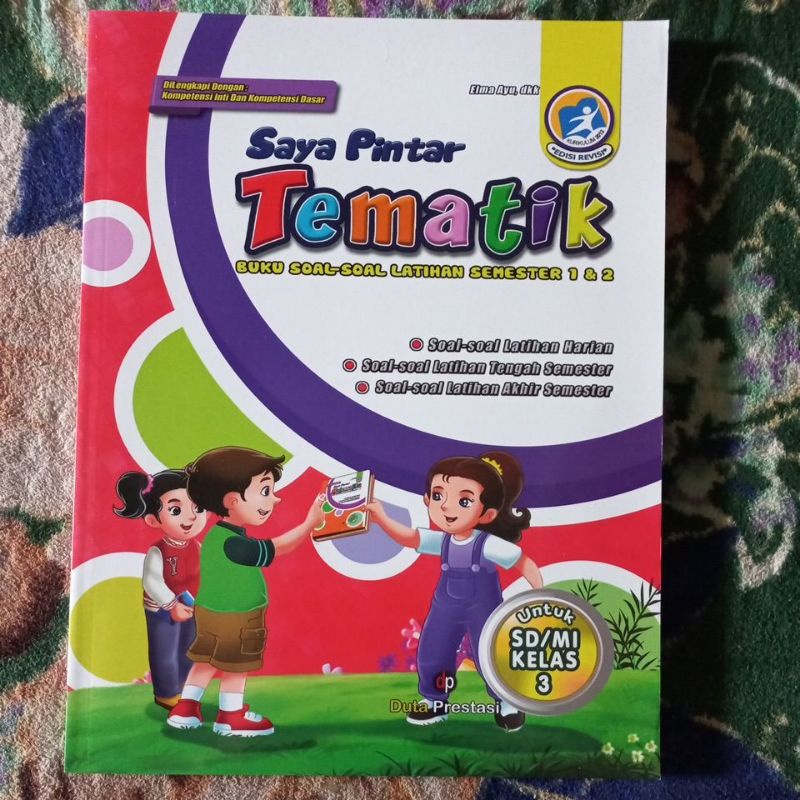 DiLengkapi Dengan :
Kompetensi Inti Dan Kompetensi Dasar
Elma Ayu, dkk
KURIKULUM 2013
*EDISI REVISI*
Saya Pintar
Tematik
BUKU SOAL-SOAL LATIHAN SEMESTER 1 & 2
Soal-soal Latihan Harian
Soal-soal Latihan Tengah Semester
Soal-soal Latihan Akhir Semester
Y
Untuk
SD/MI
KELAS
3
dp
Duta Prestasi